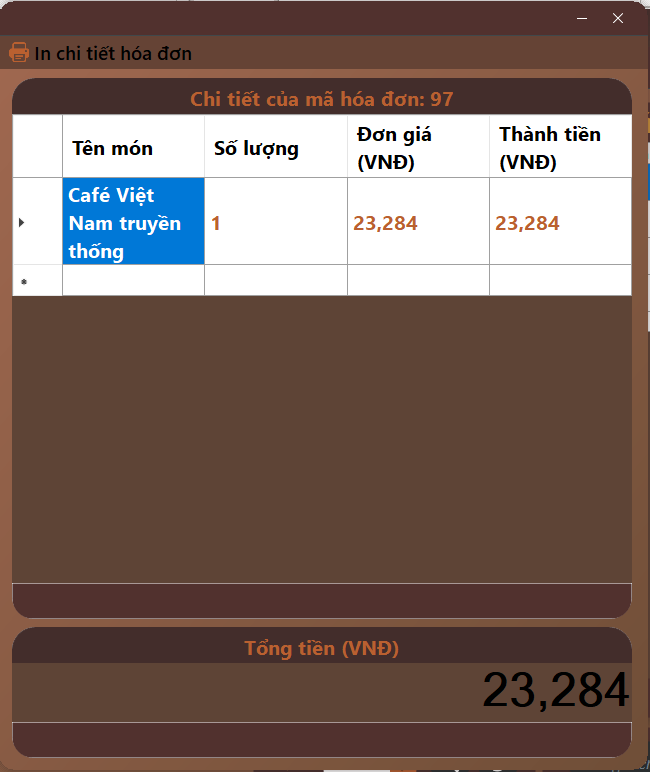 In chi tiết hóa đơn
Chi tiết của mã hóa đơn: 97
Tên món Số lượng Đơn giá (VNĐ) Thành tiền (VNĐ)
Café Việt Nam truyền thống 1 23,284 23,284
Tổng tiền (VNĐ)
23,284